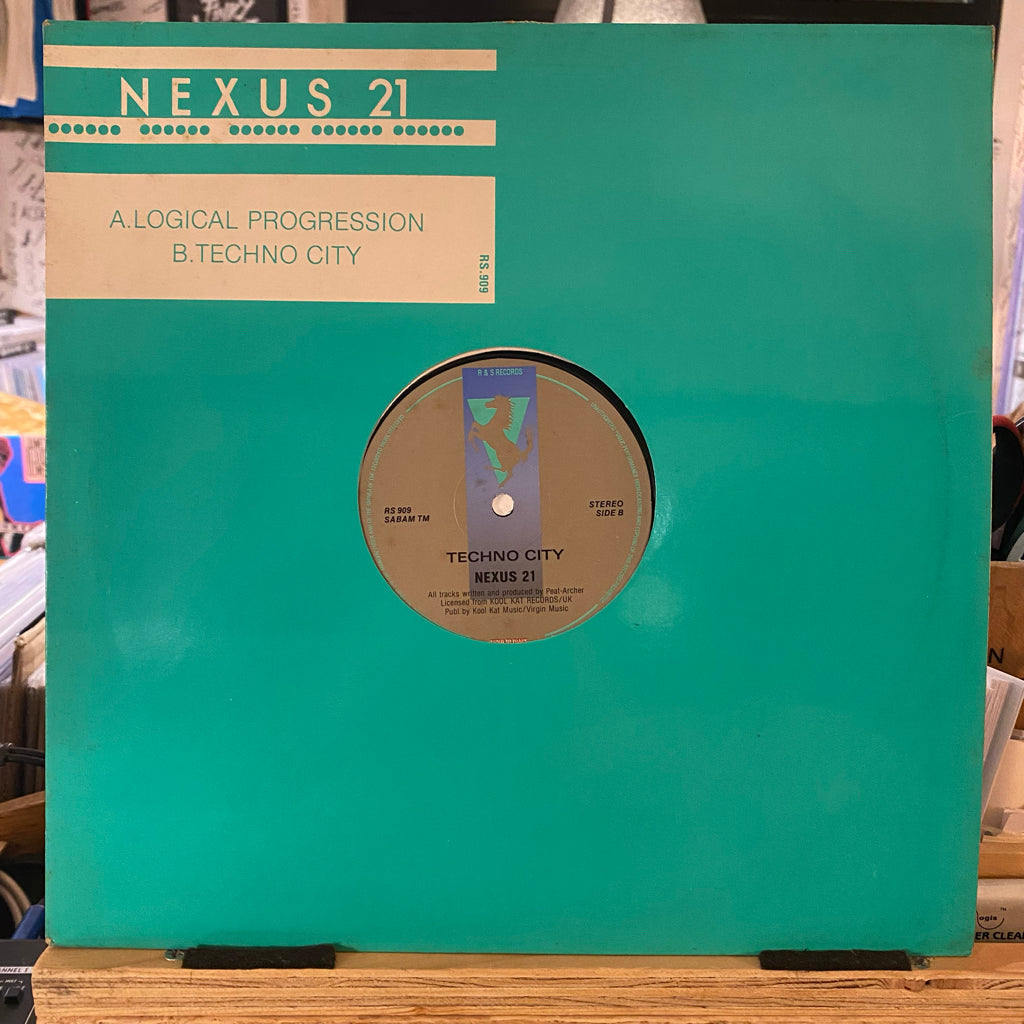 NEXUS 21
A.LOGICAL PROGRESSION
B.TECHNO CITY
RS.909
R & S RECORDS
RS 909
SABAM TM
STEREO
SIDE B
TECHNO CITY
NEXUS 21
All tracks written and produced by Peat-Archer
Licensed from KOOL KAT RECORDS/UK
Publ.by Kool Kat Music/Virgin Music